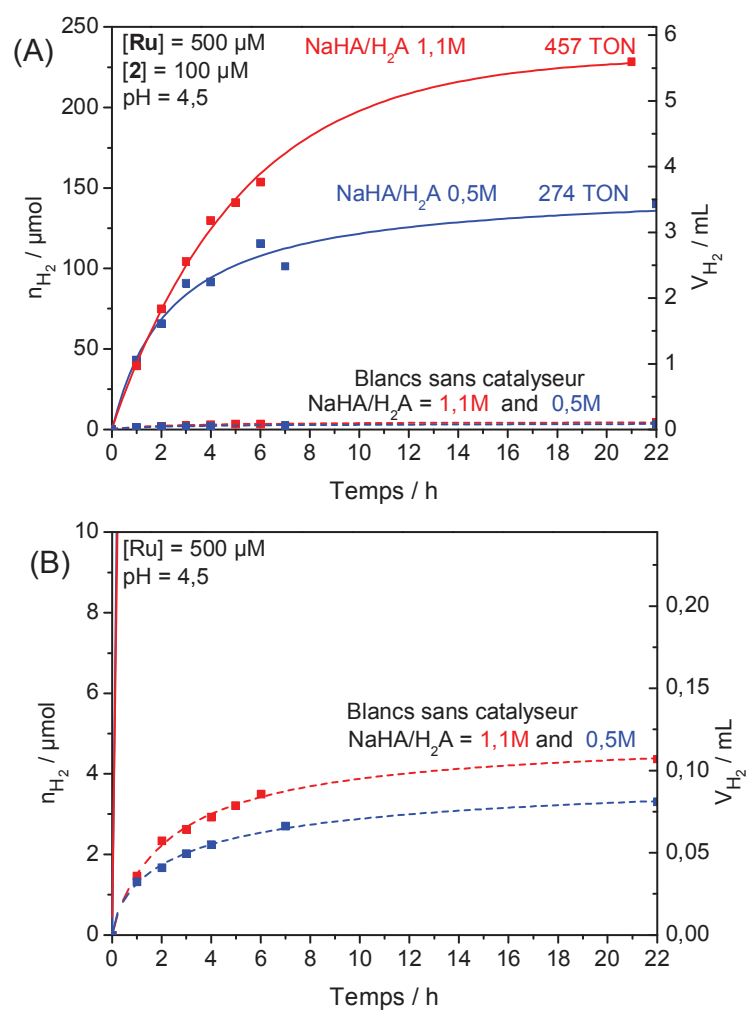 (A)
[Ru] = 500 µM
[2] = 100 µM
pH = 4,5
NaHA/H2A 1,1M 457 TON
NaHA/H2A 0,5M 274 TON
Blancs sans catalyseur
NaHA/H2A = 1,1M and 0,5M
250
200
150
100
50
0
nH2 / µmol
6
5
4
3
2
1
0
VH2 / mL
0 2 4 6 8 10 12 14 16 18 20 22
Temps / h
(B)
[Ru] = 500 µM
pH = 4,5
Blancs sans catalyseur
NaHA/H2A = 1,1M and 0,5M
10
8
6
4
2
0
nH2 / µmol
0,20
0,15
0,10
0,05
0,00
VH2 / mL
0 2 4 6 8 10 12 14 16 18 20 22
Temps / h